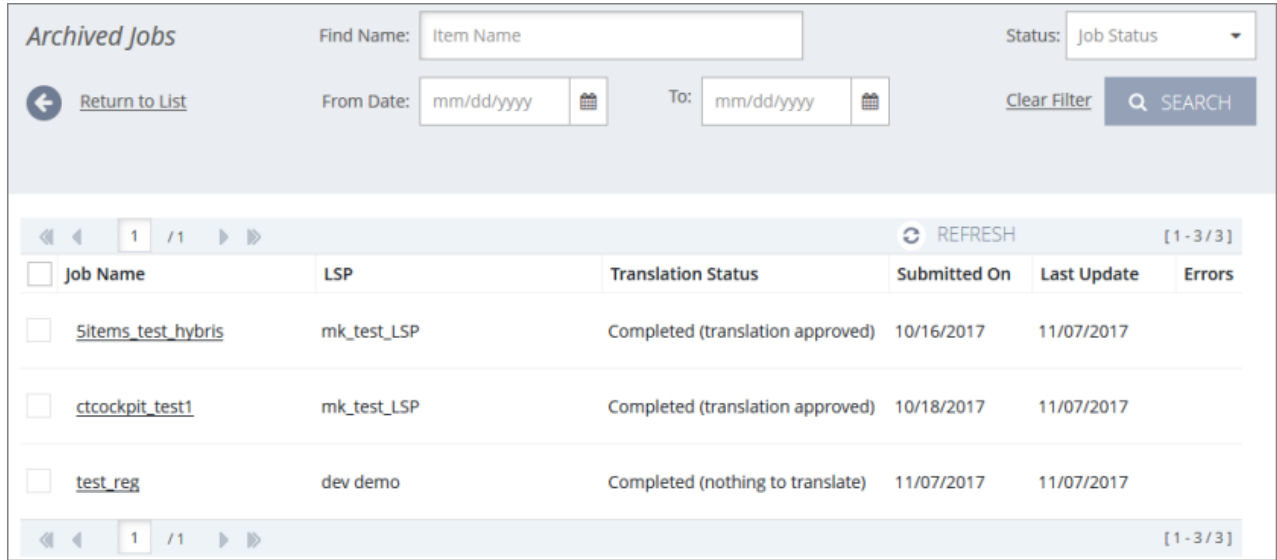 Archived Jobs Find Name: Item Name Status: Job Status
Return to List From Date: mm/dd/yyyy To: mm/dd/yyyy Clear Filter SEARCH
1 / 1 REFRESH [ 1 - 3 / 3 ]
Job Name LSP Translation Status Submitted On Last Update Errors
5items_test_hybris mk_test_LSP Completed (translation approved) 10/16/2017 11/07/2017
ctcockpit_test1 mk_test_LSP Completed (translation approved) 10/18/2017 11/07/2017
test_reg dev demo Completed (nothing to translate) 11/07/2017 11/07/2017
1 / 1 [ 1 - 3 / 3 ]